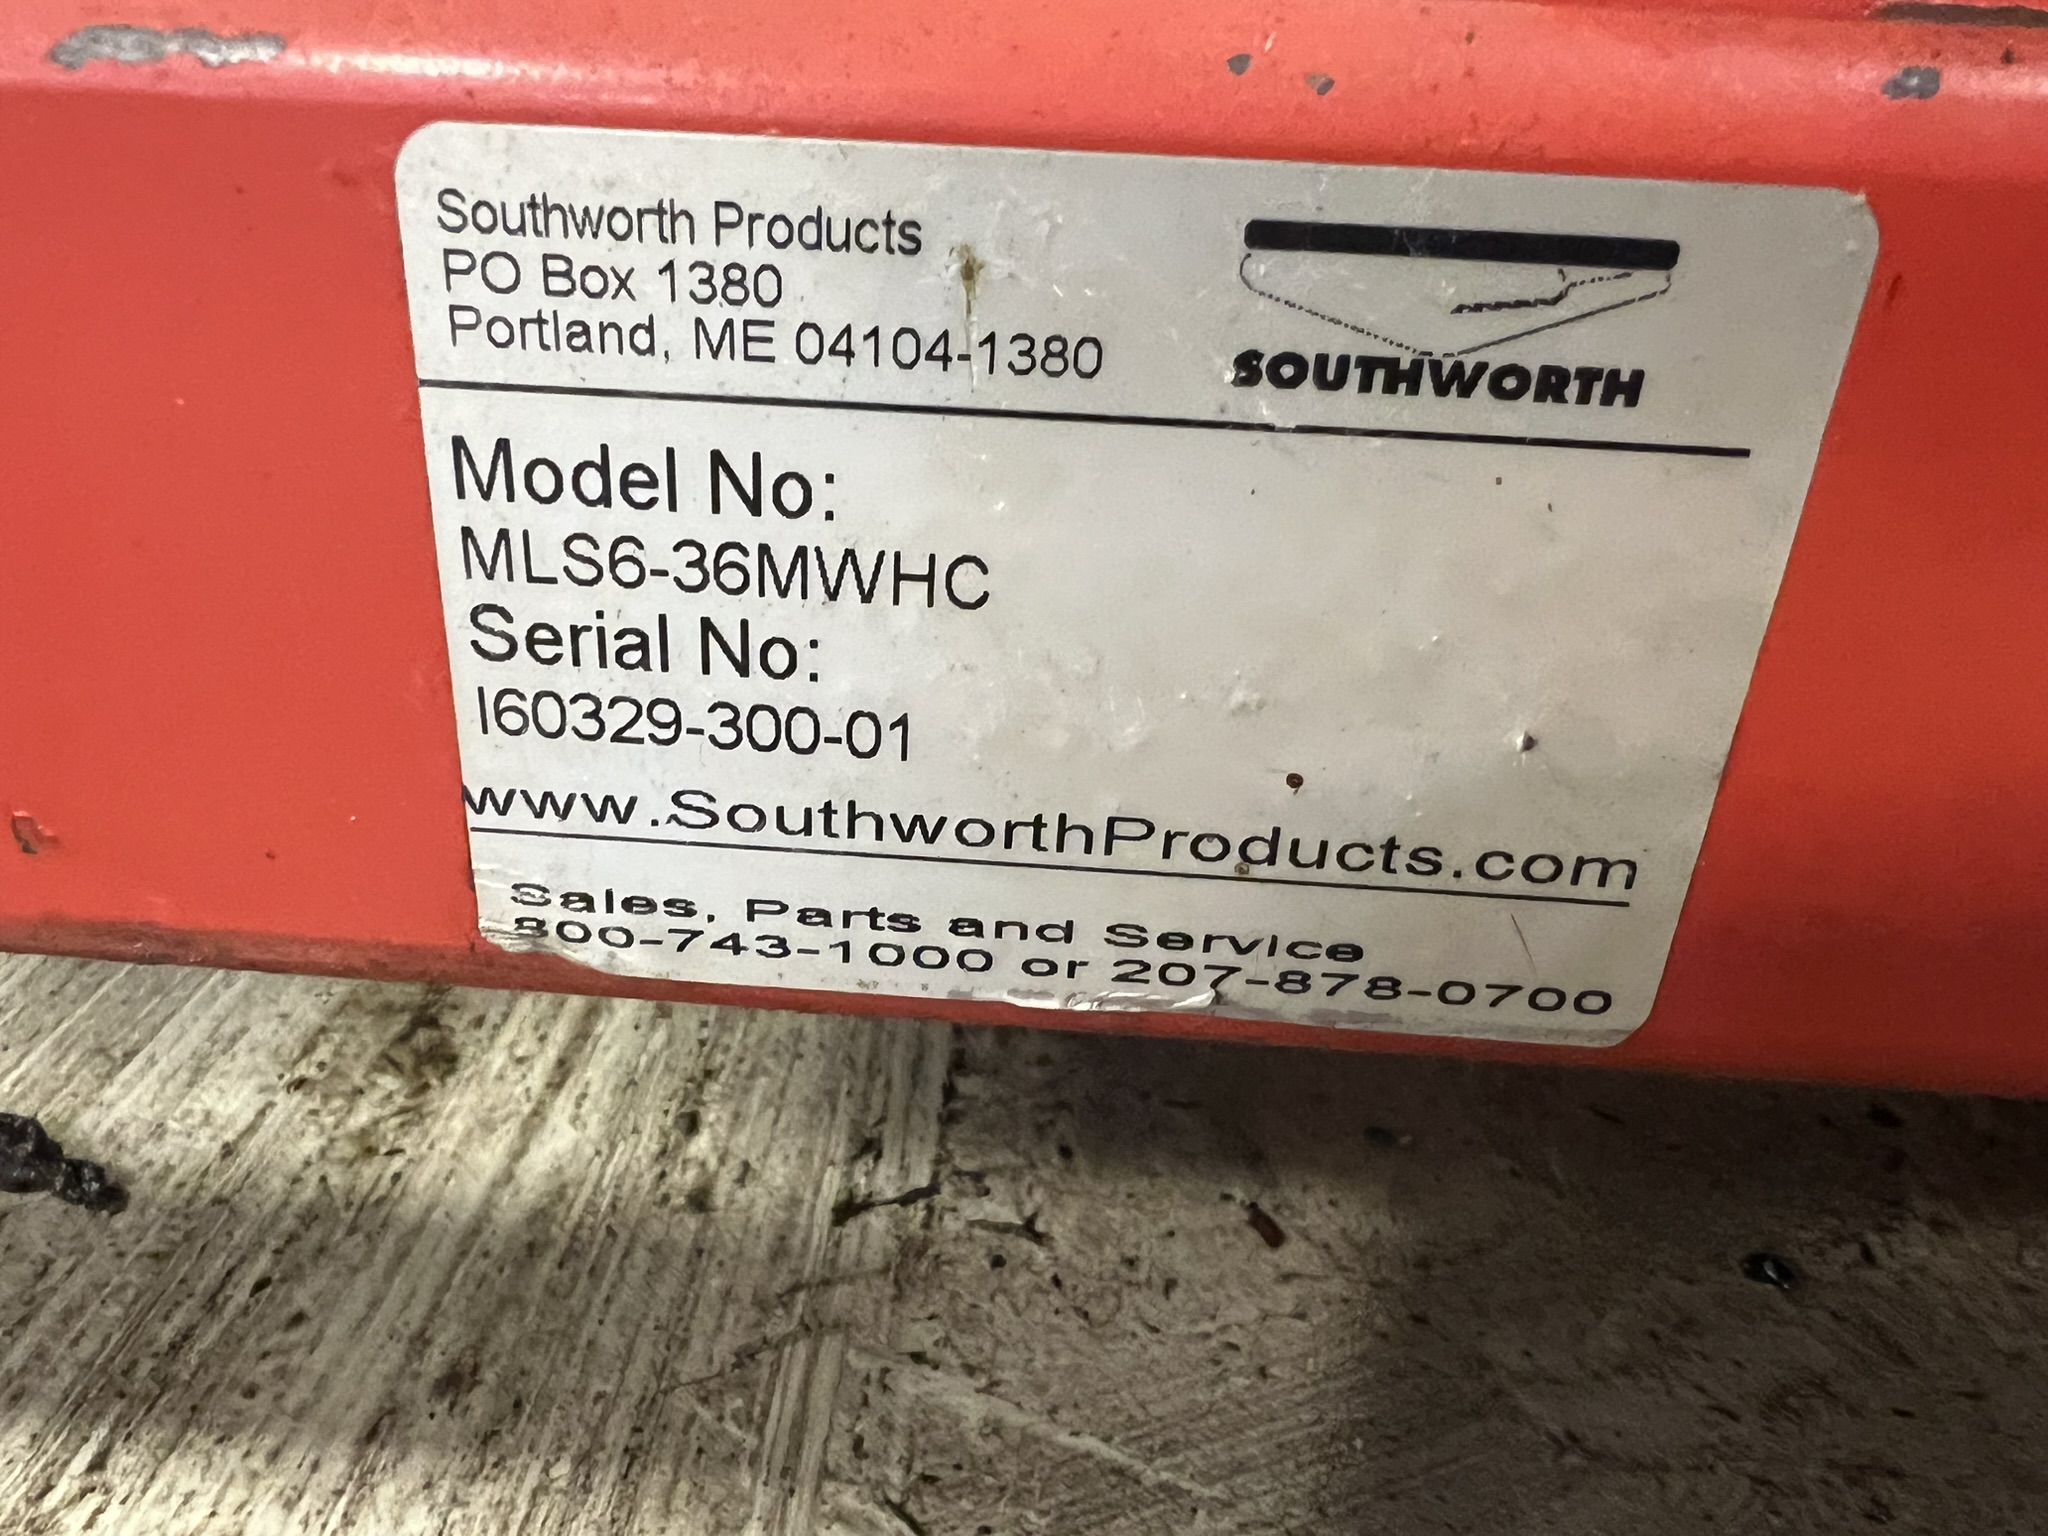 Southworth Products
PO Box 1380
Portland, ME 04104-1380
SOUTHWORTH
Model No:
MLS6-36MWHC
Serial No:
I60329-300-01
www.SouthworthProducts.com
Sales, Parts and Service
800-743-1000 or 207-878-0700